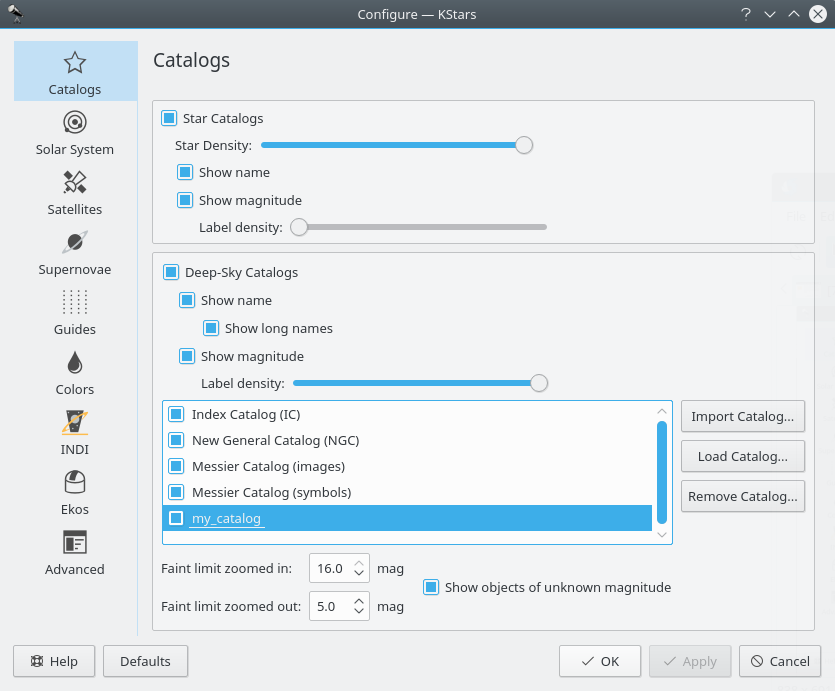 Configure — KStars
?
Catalogs
Solar System
Satellites
Supernovae
Guides
Colors
INDI
Ekos
Advanced
Catalogs
Star Catalogs
Star Density:
Show name
Show magnitude
Label density:
Deep-Sky Catalogs
Show name
Show long names
Show magnitude
Label density:
Index Catalog (IC)
New General Catalog (NGC)
Messier Catalog (images)
Messier Catalog (symbols)
my_catalog
Import Catalog...
Load Catalog...
Remove Catalog...
Faint limit zoomed in: 16.0 mag
Show objects of unknown magnitude
Faint limit zoomed out: 5.0 mag
Help Defaults OK Apply Cancel